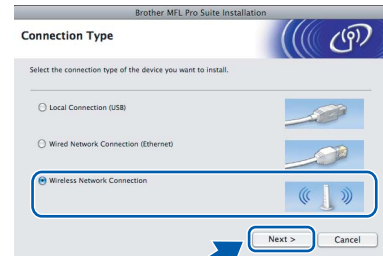 Brother MFL Pro Suite Installation
Connection Type
Select the connection type of the device you want to install.
Local Connection (USB)
Wired Network Connection (Ethernet)
Wireless Network Connection
Next >
Cancel